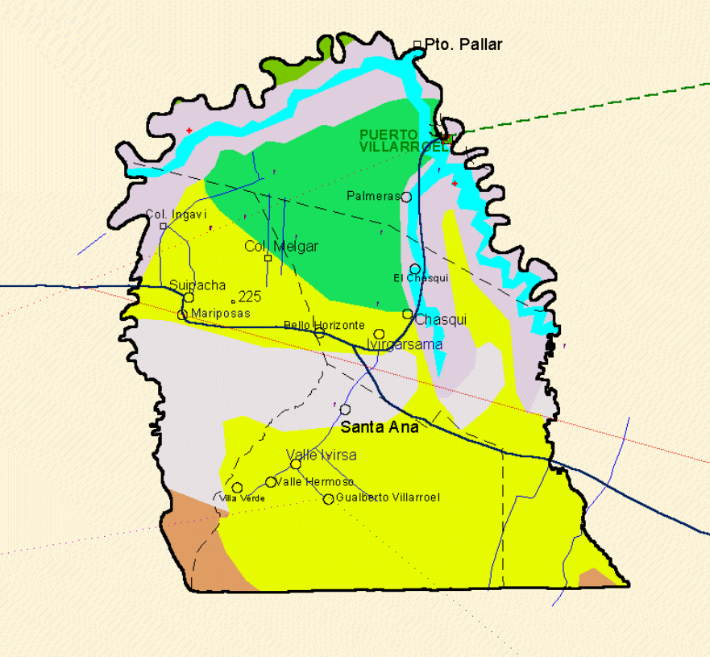 Pto. Pallar
PUERTO
VILLARROEL
Palmeras
Col. Ingavi
Col. Melgar
El Chasqui
Suipacha
225
Mariposas
Chasqui
Bello Horizonte
Ivirgarsama
Santa Ana
Valle Ivirsa
Valle Hermoso
Villa Verde
Gualberto Villarroel